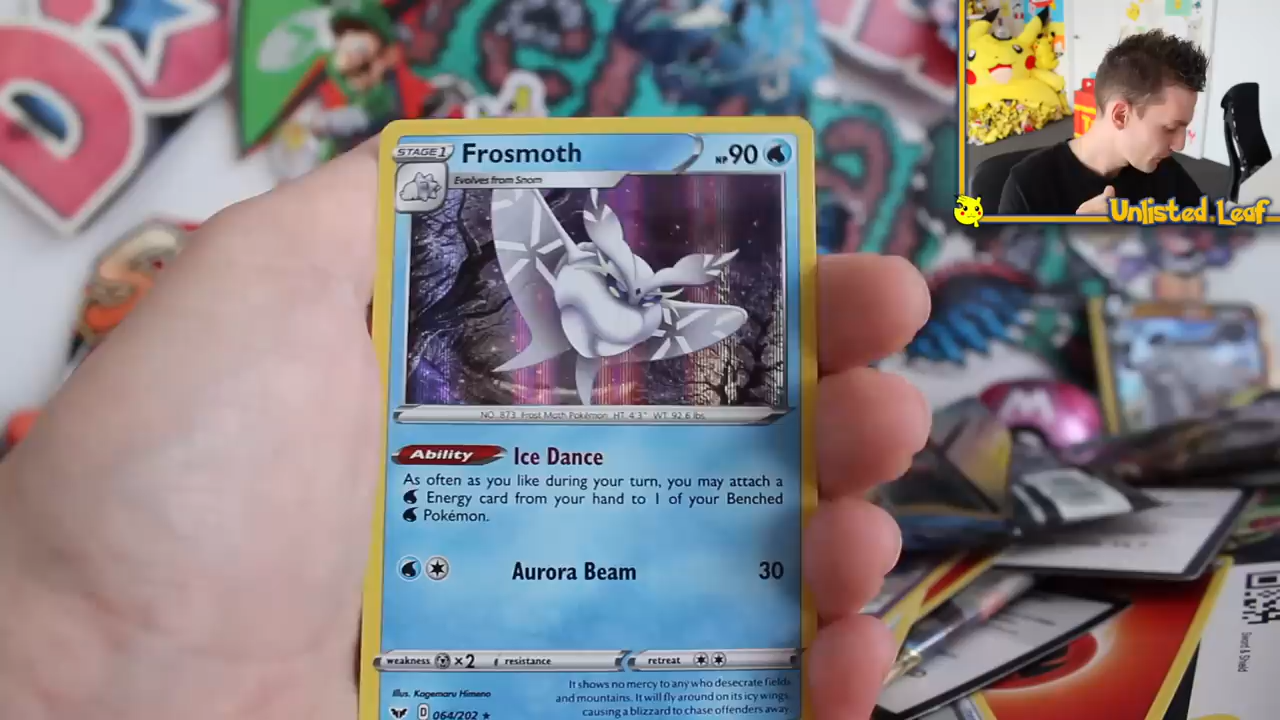 STAGE 1 Frosmoth HP 90
Evolves from Snom
Unlisted Leaf
NO. 873 Frost Moth Pokémon HT. 4'3" WT. 92.6 lbs.
Ability Ice Dance
As often as you like during your turn, you may attach a
Energy card from your hand to 1 of your Benched
Pokémon.
Aurora Beam 30
weakness ×2 resistance retreat
Illus. Kagemaru Himeno
It shows no mercy to any who desecrate fields
and mountains. It will fly around on its icy wings,
causing a blizzard to chase offenders away.
D 064/202 ★
Sword & Shield